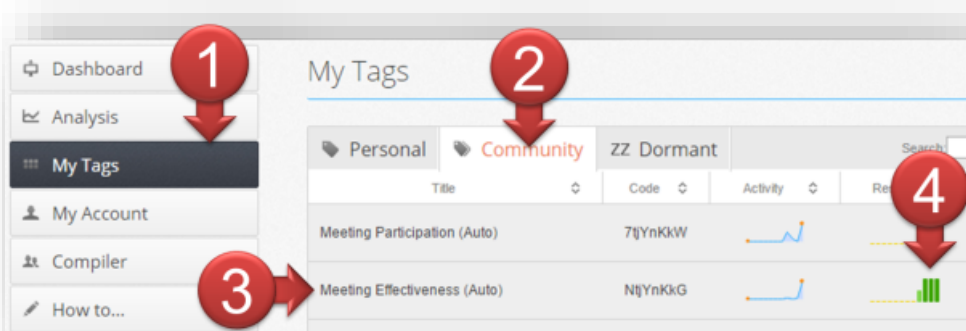 1
2
Dashboard
My Tags
Analysis
Personal Community zz Dormant Search:
My Tags
Title Code Activity
4
My Account
Meeting Participation (Auto) 7tjYnKkW
Compiler
3
Meeting Effectiveness (Auto) NtjYnKkG
How to...